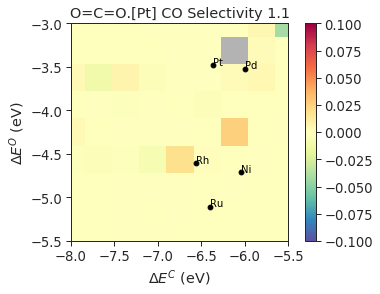 O=C=O.[Pt] CO Selectivity 1.1
ΔE^O (eV)
−3.0
−3.5
−4.0
−4.5
−5.0
−5.5
Pt
Pd
Rh
Ni
Ru
−8.0 −7.5 −7.0 −6.5 −6.0 −5.5
ΔE^C (eV)
0.100
0.075
0.050
0.025
0.000
−0.025
−0.050
−0.075
−0.100